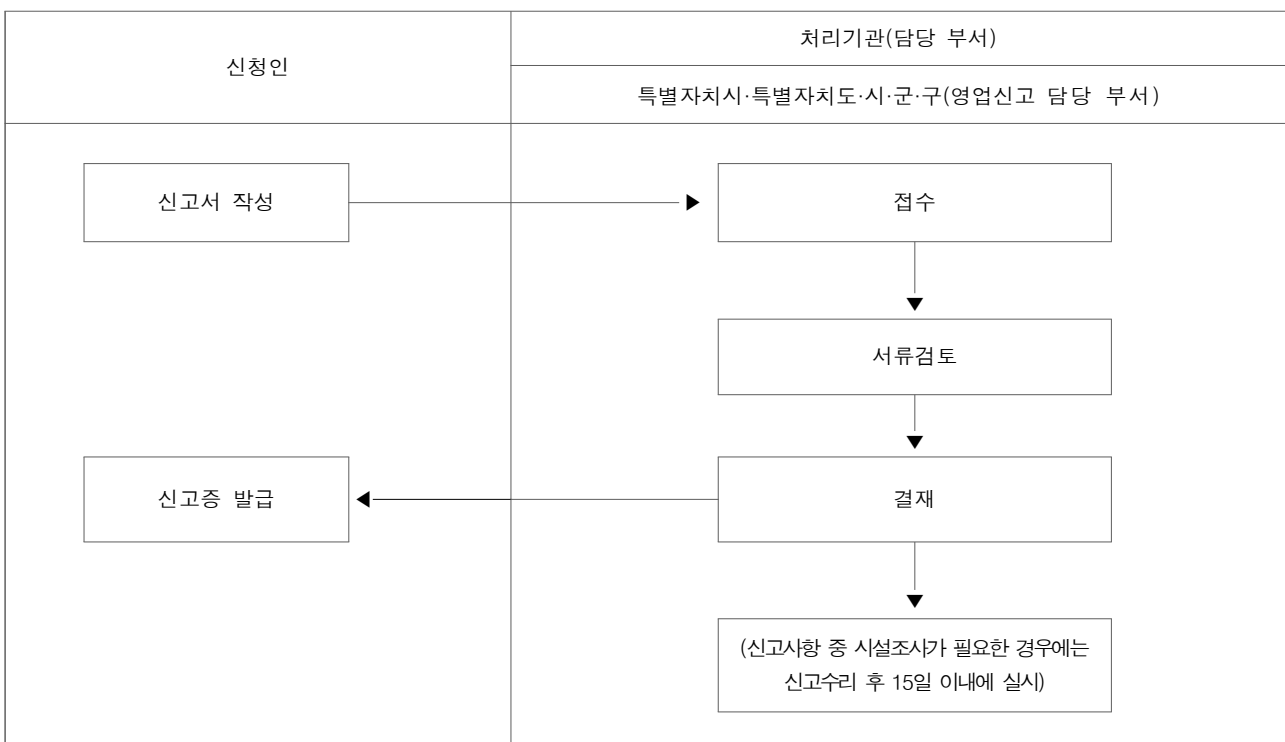 신청인
처리기관(담당 부서)
특별자치시·특별자치도·시·군·구(영업신고 담당 부서)
신고서 작성
접수
서류검토
신고증 발급
결재
(신고사항 중 시설조사가 필요한 경우에는
신고수리 후 15일 이내에 실시)